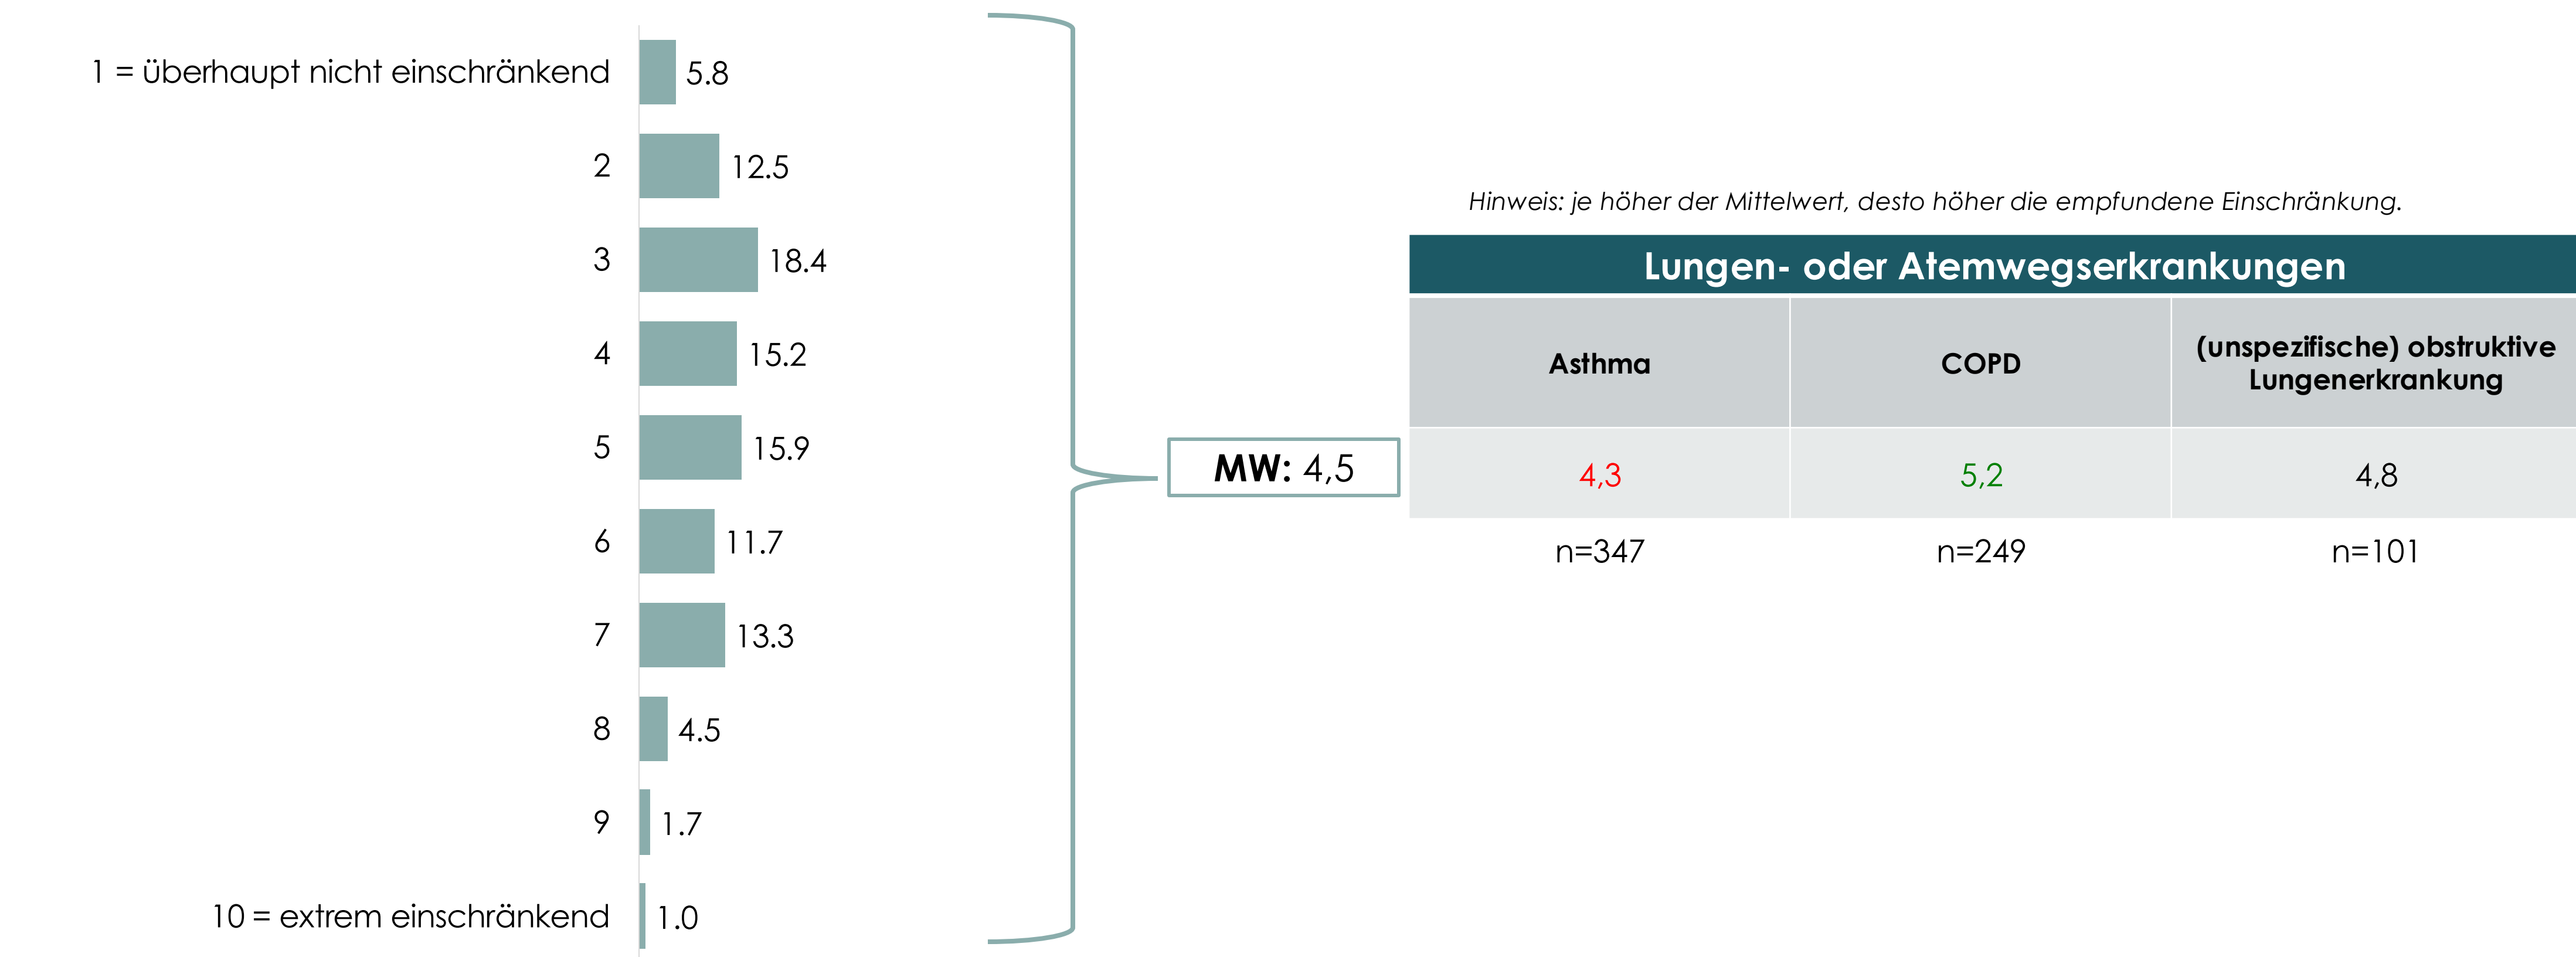 1 = überhaupt nicht einschränkend 5.8
2 12.5
3 18.4
4 15.2
5 15.9
6 11.7
7 13.3
8 4.5
9 1.7
10 = extrem einschränkend 1.0
MW: 4,5
Hinweis: je höher der Mittelwert, desto höher die empfundene Einschränkung.
Lungen- oder Atemwegserkrankungen
Asthma COPD (unspezifische) obstruktive
Lungenerkrankung
4,3 5,2 4,8
n=347 n=249 n=101